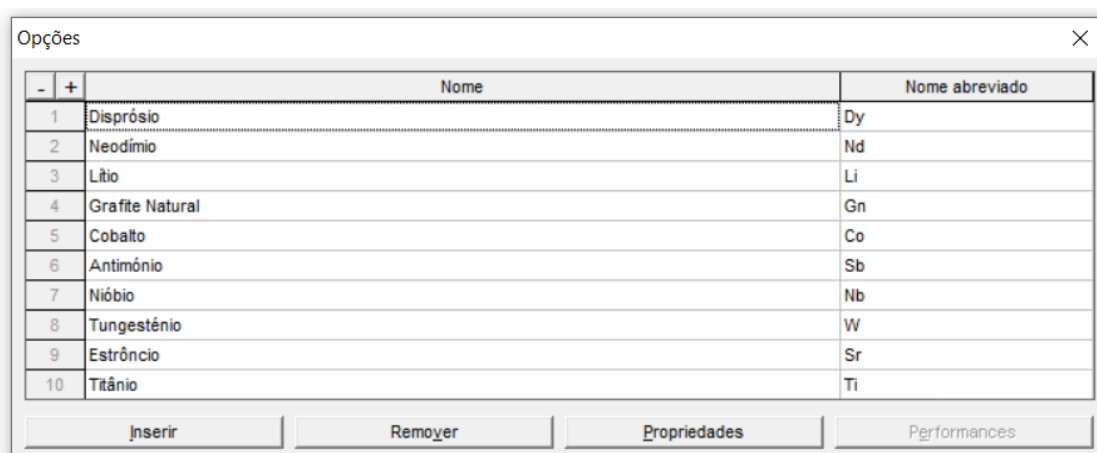 Opções
- + Nome Nome abreviado
1 Disprósio Dy
2 Neodímio Nd
3 Lítio Li
4 Grafite Natural Gn
5 Cobalto Co
6 Antimónio Sb
7 Nióbio Nb
8 Tungesténio W
9 Estrôncio Sr
10 Titânio Ti
Inserir Remover Propriedades Performances